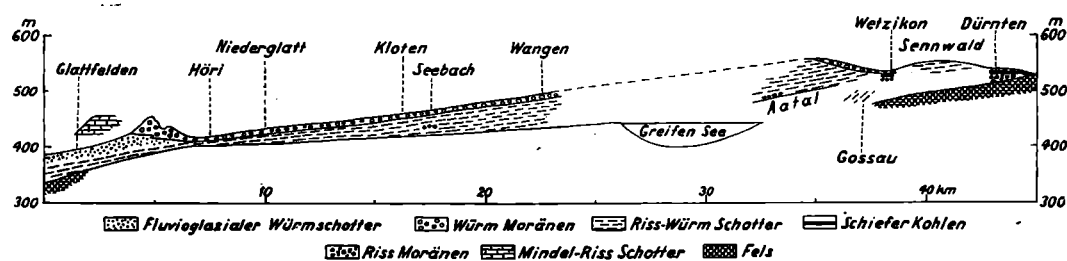 m
600
500
400
300
Glattfelden
Höri
Niederglatt
Kloten
Seebach
Wangen
Greifen See
Aatal
Gossau
Wetzikon
Sennwald
Dürnten
m
600
500
400
300
10 20 30 40 km
Fluvioglazialer Würmschotter Würm Moränen Riss-Würm Schotter Schiefer Kohlen
Riss Moränen Mindel-Riss Schotter Fels